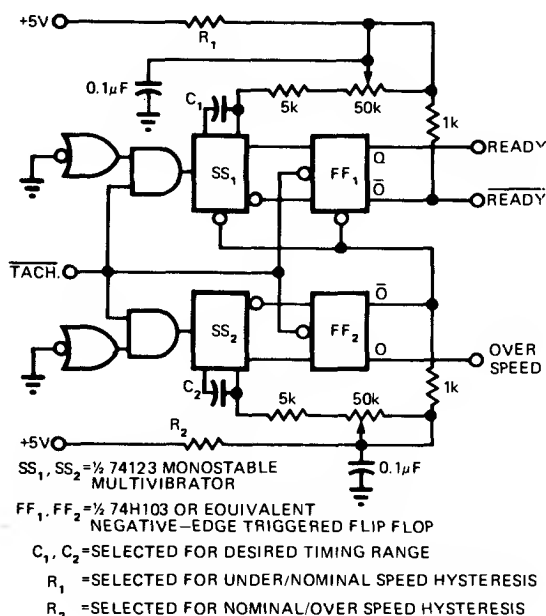 +5V
R1
0.1µF
C1
5k
50k
1k
SS1
FF1
Q
READY
Ō
READY
TACH.
SS2
FF2
Ō
O
OVER
SPEED
C2
5k
50k
1k
+5V
R2
0.1µF
SS1, SS2=½ 74123 MONOSTABLE
MULTIVIBRATOR
FF1, FF2=½ 74H103 OR EQUIVALENT
NEGATIVE–EDGE TRIGGERED FLIP FLOP
C1, C2=SELECTED FOR DESIRED TIMING RANGE
R1 =SELECTED FOR UNDER/NOMINAL SPEED HYSTERESIS
R2 =SELECTED FOR NOMINAL/OVER SPEED HYSTERESIS